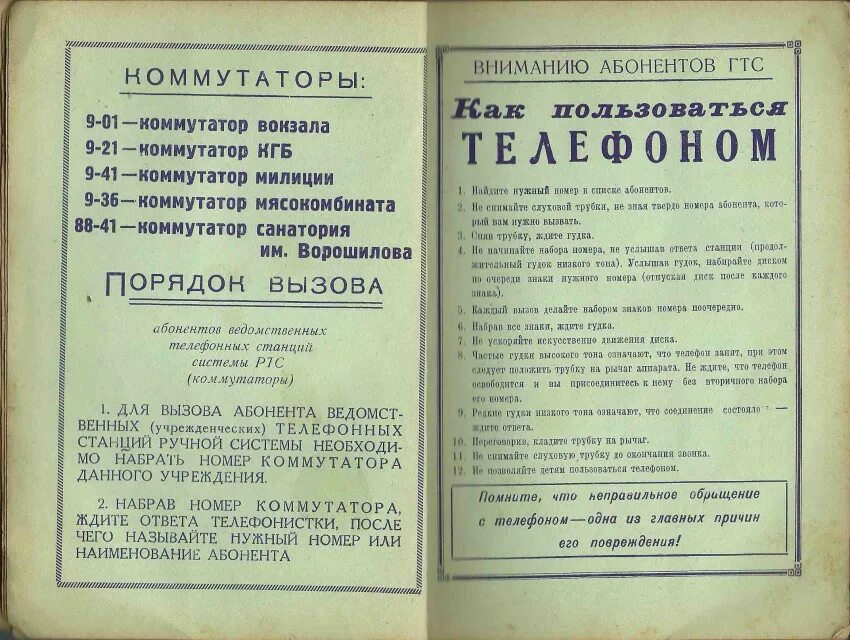 КОММУТАТОРЫ:
9-01—коммутатор вокзала
9-21—коммутатор КГБ
9-41—коммутатор милиции
9-36—коммутатор мясокомбината
88-41—коммутатор санатория
им. Ворошилова
ПОРЯДОК ВЫЗОВА
абонентов ведомственных
телефонных станций
системы РТС
(коммутаторы)
1. ДЛЯ ВЫЗОВА АБОНЕНТА ВЕДОМСТ-
ВЕННЫХ (учрежденческих) ТЕЛЕФОННЫХ
СТАНЦИЙ РУЧНОЙ СИСТЕМЫ НЕОБХОДИ-
МО НАБРАТЬ НОМЕР КОММУТАТОРА
ДАННОГО УЧРЕЖДЕНИЯ.
2. НАБРАВ НОМЕР КОММУТАТОРА,
ЖДИТЕ ОТВЕТА ТЕЛЕФОНИСТКИ, ПОСЛЕ
ЧЕГО НАЗЫВАЙТЕ НУЖНЫЙ НОМЕР ИЛИ
НАИМЕНОВАНИЕ АБОНЕНТА
ВНИМАНИЮ АБОНЕНТОВ ГТС
Как пользоваться
ТЕЛЕФОНОМ
1. Найдите нужный номер в списке абонентов.
2. Не снимайте слуховой трубки, не зная твердо номера абонента, кото-
рый вам нужно вызвать.
3. Сняв трубку, ждите гудка.
4. Не начинайте набора номера, не услышав ответа станции (продол-
жительный гудок низкого тона). Услышав гудок, набирайте диском
по очереди знаки нужного номера (отпуская диск после каждого
знака).
5. Каждый вызов делайте набором знаков номера поочередно.
6. Набрав все знаки, ждите гудка.
7. Не ускоряйте искусственно движения диска.
8. Частые гудки высокого тона означают, что телефон занят, при этом
следует положить трубку на рычаг аппарата. Не ждите, что телефон
освободится и вы присоединитесь к нему без вторичного набора
его номера.
9. Редкие гудки низкого тона означают, что соединение состояло —
ждите ответа.
10. Переговорив, кладите трубку на рычаг.
11. Не снимайте слуховую трубку до окончания звонка.
12. Не позволяйте детям пользоваться телефоном.
Помните, что неправильное обращение
с телефоном—одна из главных причин
его повреждения!